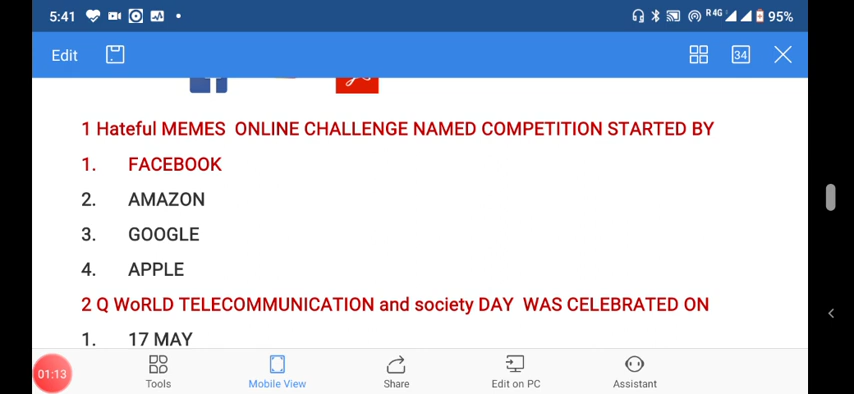 5:41 R 4G 95%
Edit 34
1 Hateful MEMES ONLINE CHALLENGE NAMED COMPETITION STARTED BY
1. FACEBOOK
2. AMAZON
3. GOOGLE
4. APPLE
2 Q WoRLD TELECOMMUNICATION and society DAY WAS CELEBRATED ON
1. 17 MAY
01:13
Tools Mobile View Share Edit on PC Assistant